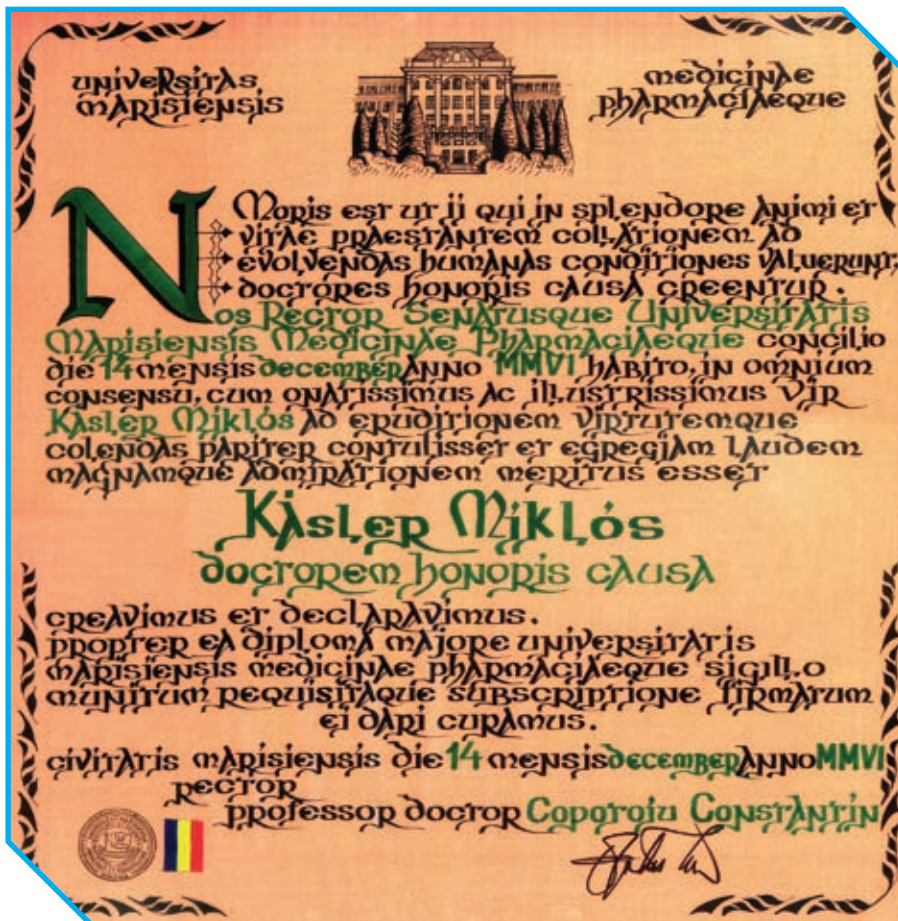 universitas
marisiensis
medicinae
pharmaciaeque
Moris est ut ii qui in splendore animi et
vitae praestantem collationem ad
evolvendas humanas conditiones valuerunt,
doctores honoris causa creentur.
Nos Rector Senatusque Universitatis
Marisiensis Medicinae Pharmaciaeque concilio
die 14 mensis december anno MMVI habito, in omnium
consensu, cum onatissimus ac illustrissimus vir
Kásler Miklós ad eruditionem virtutemque
colendas pariter contulisset et egregiam laudem
magnamque admirationem meritus esset
Kásler Miklós
doctorem honoris causa
creavimus et declaravimus.
propter ea diploma majore universitatis
marisiensis medicinae pharmaciaeque sigillo
munitum requisitaque subscriptione firmatum
ei dari curamus.
civitatis marisiensis die 14 mensis december anno MMVI
rector
professor doctor Copotoiu Constantin